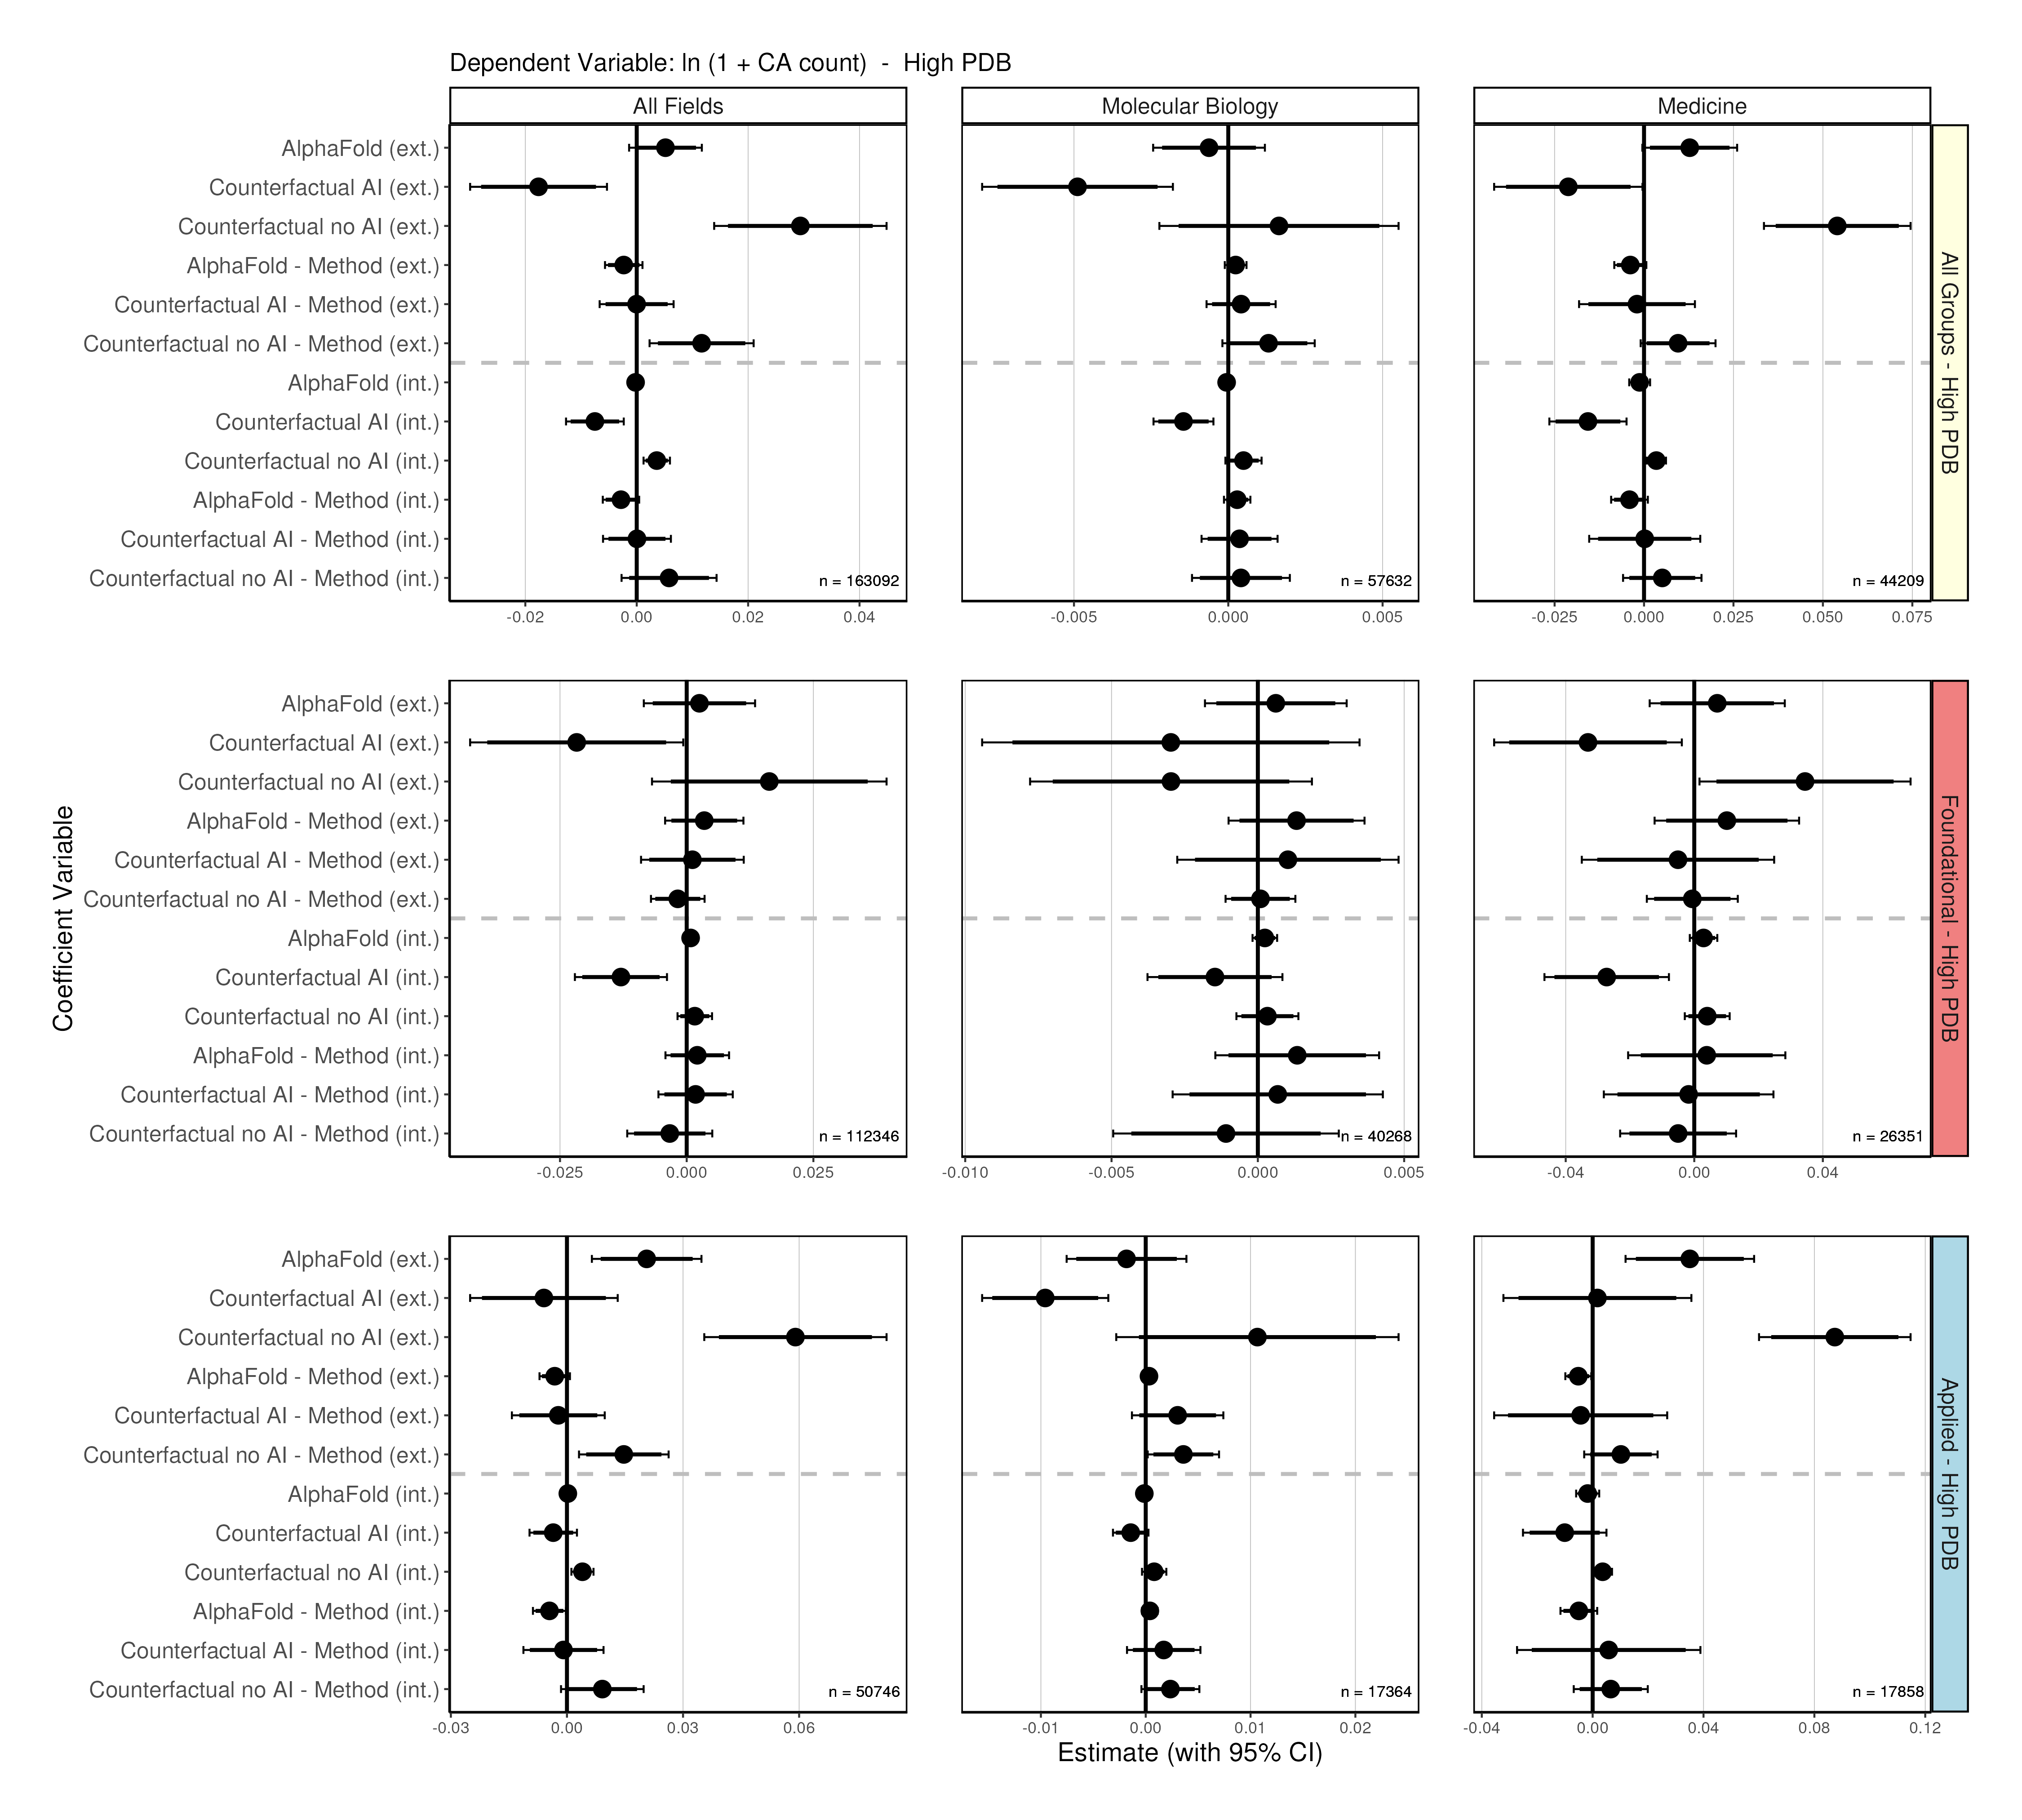 Dependent Variable: ln (1 + CA count)  -  High PDB
All Fields
Molecular Biology
Medicine
AlphaFold (ext.)
Counterfactual AI (ext.)
Counterfactual no AI (ext.)
AlphaFold - Method (ext.)
Counterfactual AI - Method (ext.)
Counterfactual no AI - Method (ext.)
AlphaFold (int.)
Counterfactual AI (int.)
Counterfactual no AI (int.)
AlphaFold - Method (int.)
Counterfactual AI - Method (int.)
Counterfactual no AI - Method (int.)
n = 163092
n = 57632
n = 44209
All Groups - High PDB
-0.02 0.00 0.02 0.04
-0.005 0.000 0.005
-0.025 0.000 0.025 0.050 0.075
Coefficient Variable
AlphaFold (ext.)
Counterfactual AI (ext.)
Counterfactual no AI (ext.)
AlphaFold - Method (ext.)
Counterfactual AI - Method (ext.)
Counterfactual no AI - Method (ext.)
AlphaFold (int.)
Counterfactual AI (int.)
Counterfactual no AI (int.)
AlphaFold - Method (int.)
Counterfactual AI - Method (int.)
Counterfactual no AI - Method (int.)
n = 112346
n = 40268
n = 26351
Foundational - High PDB
-0.025 0.000 0.025
-0.010 -0.005 0.000 0.005
-0.04 0.00 0.04
AlphaFold (ext.)
Counterfactual AI (ext.)
Counterfactual no AI (ext.)
AlphaFold - Method (ext.)
Counterfactual AI - Method (ext.)
Counterfactual no AI - Method (ext.)
AlphaFold (int.)
Counterfactual AI (int.)
Counterfactual no AI (int.)
AlphaFold - Method (int.)
Counterfactual AI - Method (int.)
Counterfactual no AI - Method (int.)
n = 50746
n = 17364
n = 17858
Applied - High PDB
-0.03 0.00 0.03 0.06
-0.01 0.00 0.01 0.02
-0.04 0.00 0.04 0.08 0.12
Estimate (with 95% CI)